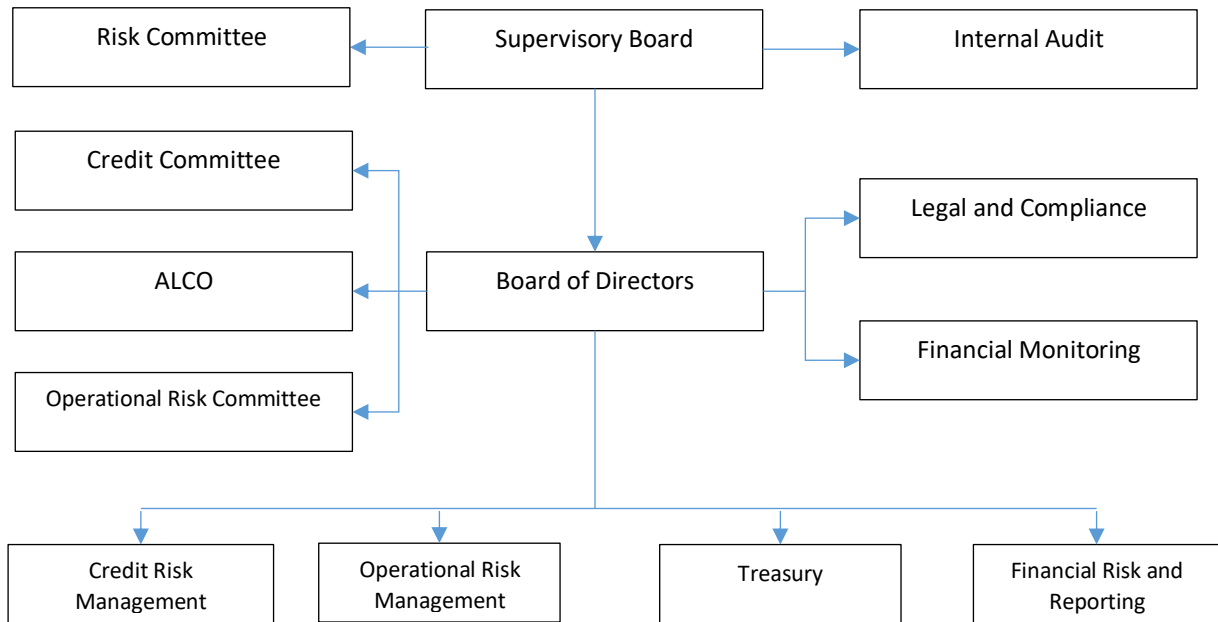 Risk Committee
Supervisory Board
Internal Audit
Credit Committee
Legal and Compliance
ALCO
Board of Directors
Financial Monitoring
Operational Risk Committee
Credit Risk
Management
Operational Risk
Management
Treasury
Financial Risk and
Reporting